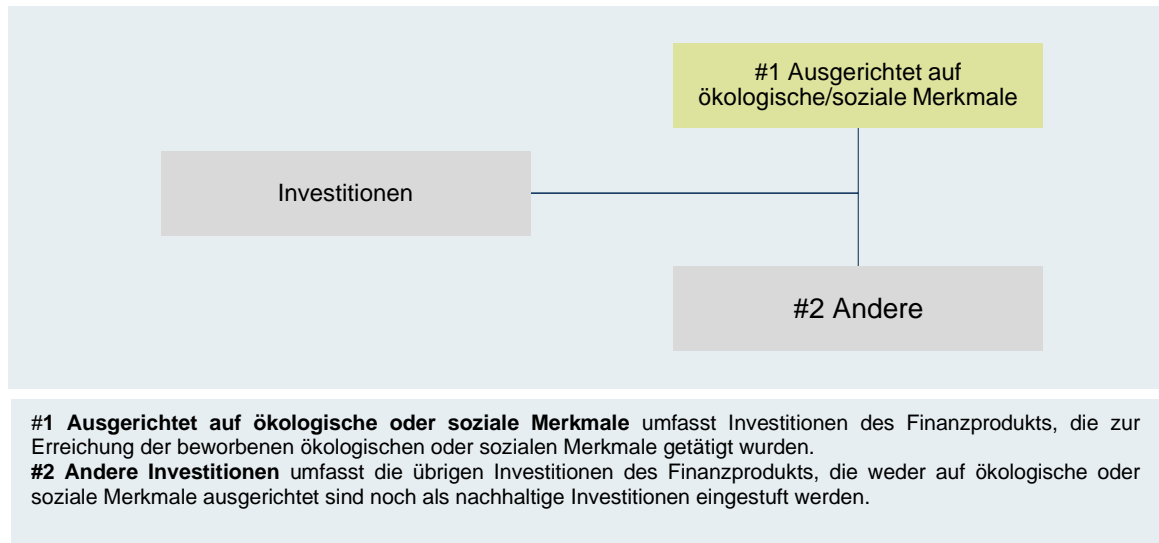 #1 Ausgerichtet auf
ökologische/soziale Merkmale
Investitionen
#2 Andere
#1 Ausgerichtet auf ökologische oder soziale Merkmale umfasst Investitionen des Finanzprodukts, die zur
Erreichung der beworbenen ökologischen oder sozialen Merkmale getätigt wurden.
#2 Andere Investitionen umfasst die übrigen Investitionen des Finanzprodukts, die weder auf ökologische oder
soziale Merkmale ausgerichtet sind noch als nachhaltige Investitionen eingestuft werden.